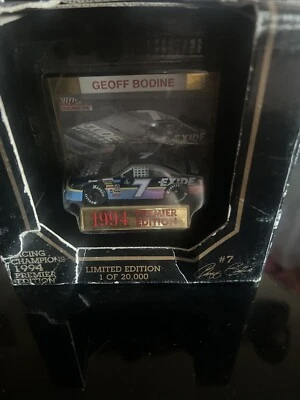 GEOFF BODINE
EXIDE
7
EXIDE
1994 PREMIER
EDITION
RACING
CHAMPIONS
1994
PREMIER
EDITION
LIMITED EDITION
1 OF 20,000
#7